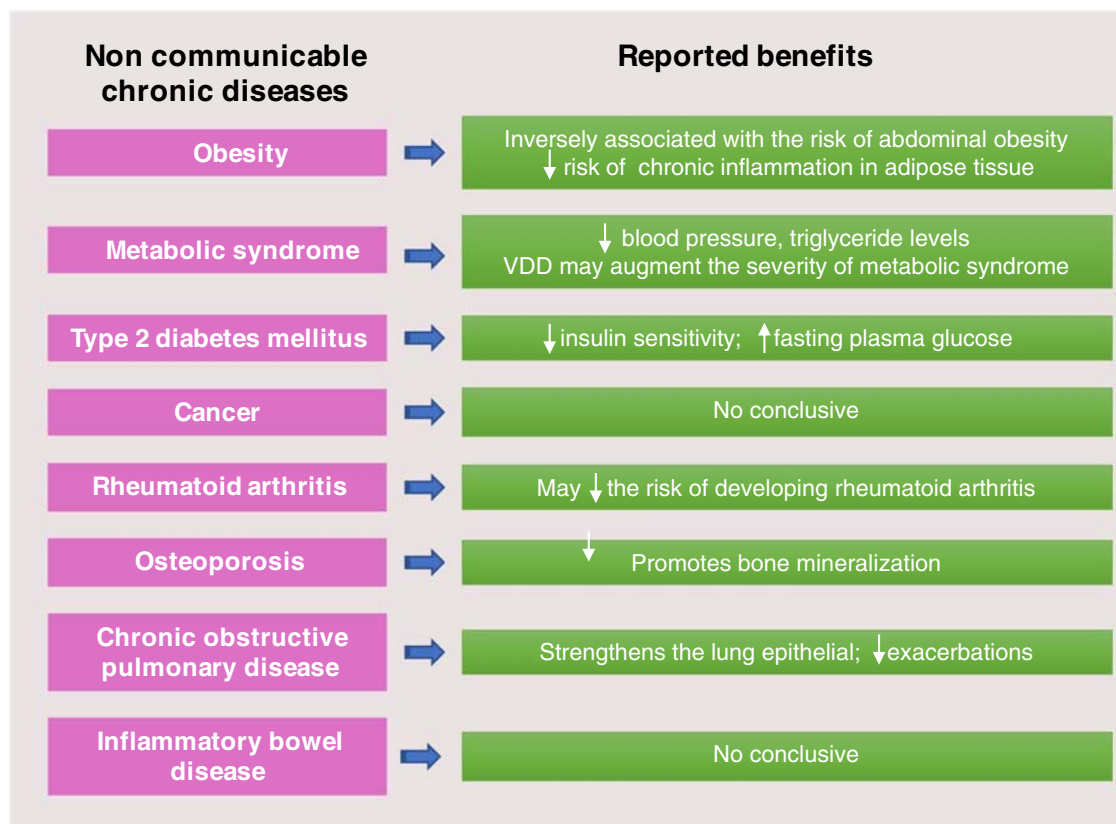 Non communicable
chronic diseases
Reported benefits
Obesity
Inversely associated with the risk of abdominal obesity
↓ risk of chronic inflammation in adipose tissue
Metabolic syndrome
↓ blood pressure, triglyceride levels
VDD may augment the severity of metabolic syndrome
Type 2 diabetes mellitus
↓ insulin sensitivity; ↑ fasting plasma glucose
Cancer
No conclusive
Rheumatoid arthritis
May ↓ the risk of developing rheumatoid arthritis
Osteoporosis
↓ Promotes bone mineralization
Chronic obstructive
pulmonary disease
Strengthens the lung epithelial; ↓ exacerbations
Inflammatory bowel
disease
No conclusive